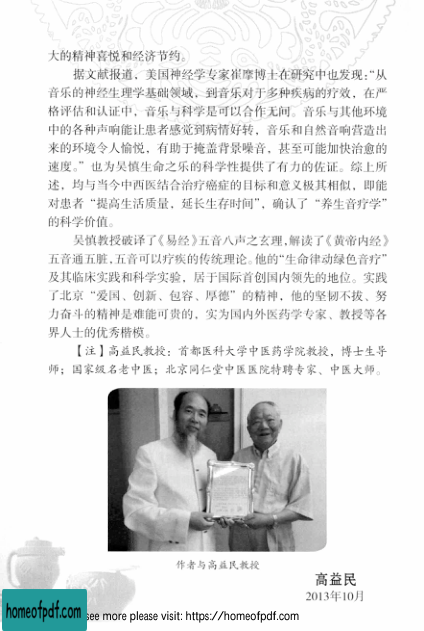 大的精神喜悦和经济节约。
据文献报道，美国神经学专家崔摩博士在研究中也发现：“从
音乐的神经生理学基础领域，到音乐对于多种疾病的疗效，在严
格评估和认证中，音乐与科学是可以合作无间。音乐与其他环境
中的各种声响能让患者感觉到病情好转，音乐和自然音响营造出
来的环境令人愉悦，有助于掩盖背景噪音，甚至可能加快治愈的
速度。”也为吴慎生命之乐的科学性提供了有力的佐证。综上所
述，均与当今中西医结合治疗癌症的目标和意义极其相似，即能
对患者“提高生活质量，延长生存时间”，确认了“养生音疗学”
的科学价值。
吴慎教授破译了《易经》五音八声之玄理,解读了《黄帝内经》
五音通五脏,五音可以疗疾的传统理论。他的“生命律动绿色音疗”
及其临床实践和科学实验，居于国际首创国内领先的地位。实践
了北京“爱国、创新、包容、厚德”的精神，他的坚韧不拔、努
力奋斗的精神是难能可贵的，实为国内外医药学专家、教授等各
界人士的优秀楷模。
【注】高益民教授：首都医科大学中医药学院教授，博士生导
师；国家级名老中医；北京同仁堂中医医院特聘专家、中医大师。
作者与高益民教授
高益民
2013年10月
homeofpdf.com
see more please visit: https://homeofpdf.com